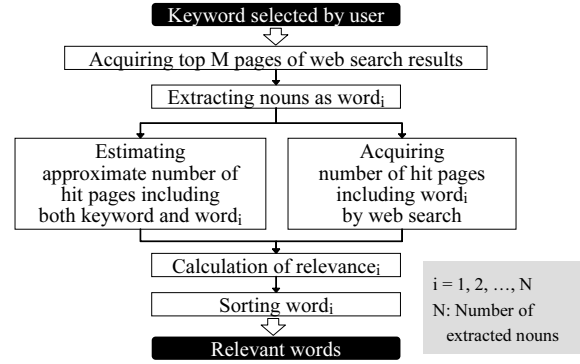 Keyword selected by user
Acquiring top M pages of web search results
Extracting nouns as wordᵢ
Estimating
approximate number of
hit pages including
both keyword and wordᵢ
Acquiring
number of hit pages
including wordᵢ
by web search
Calculation of relevanceᵢ
Sorting wordᵢ
Relevant words
i = 1, 2, …, N
N: Number of
extracted nouns